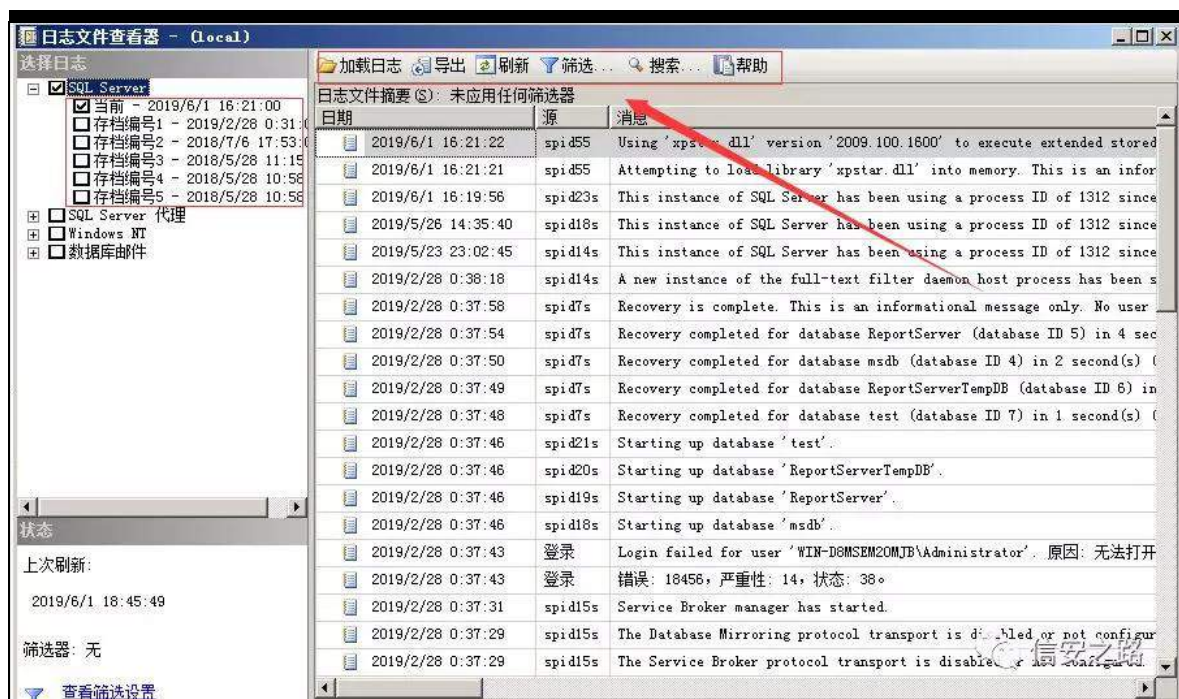 日志文件查看器 - (local)
选择日志
SQL Server
当前 - 2019/6/1 16:21:00
存档编号1 - 2019/2/28 0:31:
存档编号2 - 2018/7/6 17:53:
存档编号3 - 2018/5/28 11:15
存档编号4 - 2018/5/28 10:58
存档编号5 - 2018/5/28 10:58
SQL Server 代理
Windows NT
数据库邮件
状态
上次刷新:
2019/6/1 18:45:49
筛选器: 无
查看筛选设置
加载日志 导出 刷新 筛选... 搜索... 帮助
日志文件摘要(S): 未应用任何筛选器
日期 源 消息
2019/6/1 16:21:22 spid55 Using 'xpstar.dll' version '2009.100.1600' to execute extended stored
2019/6/1 16:21:21 spid55 Attempting to load library 'xpstar.dll' into memory. This is an infor
2019/6/1 16:19:56 spid23s This instance of SQL Server has been using a process ID of 1312 since
2019/5/26 14:35:40 spid18s This instance of SQL Server has been using a process ID of 1312 since
2019/5/23 23:02:45 spid14s This instance of SQL Server has been using a process ID of 1312 since
2019/2/28 0:38:18 spid14s A new instance of the full-text filter daemon host process has been s
2019/2/28 0:37:58 spid7s Recovery is complete. This is an informational message only. No user
2019/2/28 0:37:54 spid7s Recovery completed for database ReportServer (database ID 5) in 4 sec
2019/2/28 0:37:50 spid7s Recovery completed for database msdb (database ID 4) in 2 second(s) (
2019/2/28 0:37:49 spid7s Recovery completed for database ReportServerTempDB (database ID 6) in
2019/2/28 0:37:48 spid7s Recovery completed for database test (database ID 7) in 1 second(s) (
2019/2/28 0:37:46 spid21s Starting up database 'test'.
2019/2/28 0:37:46 spid20s Starting up database 'ReportServerTempDB'.
2019/2/28 0:37:46 spid19s Starting up database 'ReportServer'.
2019/2/28 0:37:46 spid18s Starting up database 'msdb'.
2019/2/28 0:37:43 登录 Login failed for user 'WIN-D8MSEM2OMJB\Administrator'. 原因: 无法打开
2019/2/28 0:37:43 登录 错误: 18456，严重性: 14，状态: 38。
2019/2/28 0:37:31 spid15s Service Broker manager has started.
2019/2/28 0:37:29 spid15s The Database Mirroring protocol transport is disabled or not configur
2019/2/28 0:37:29 spid15s The Service Broker protocol transport is disabled or not configured.
信安之路